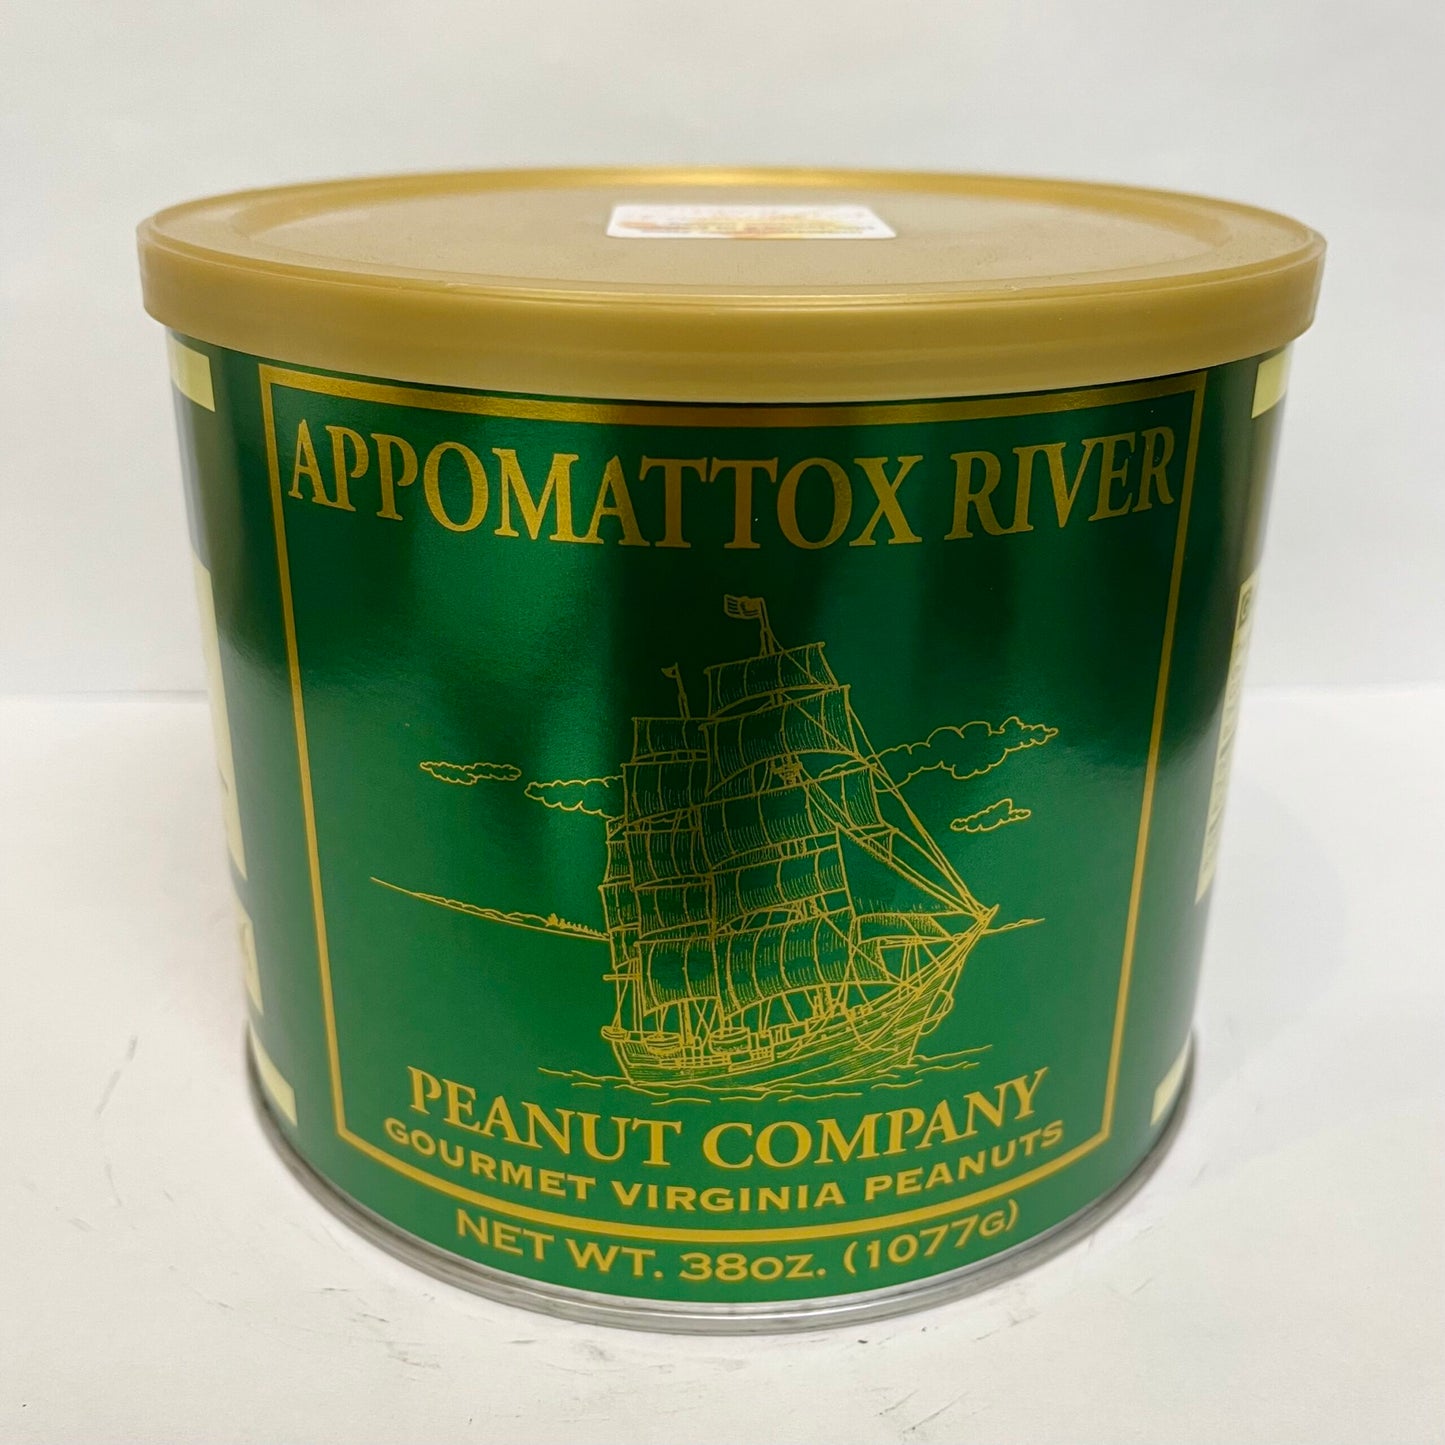 APPOMATTOX RIVER
PEANUT COMPANY
GOURMET VIRGINIA PEANUTS
NET WT. 38OZ. (1077G)